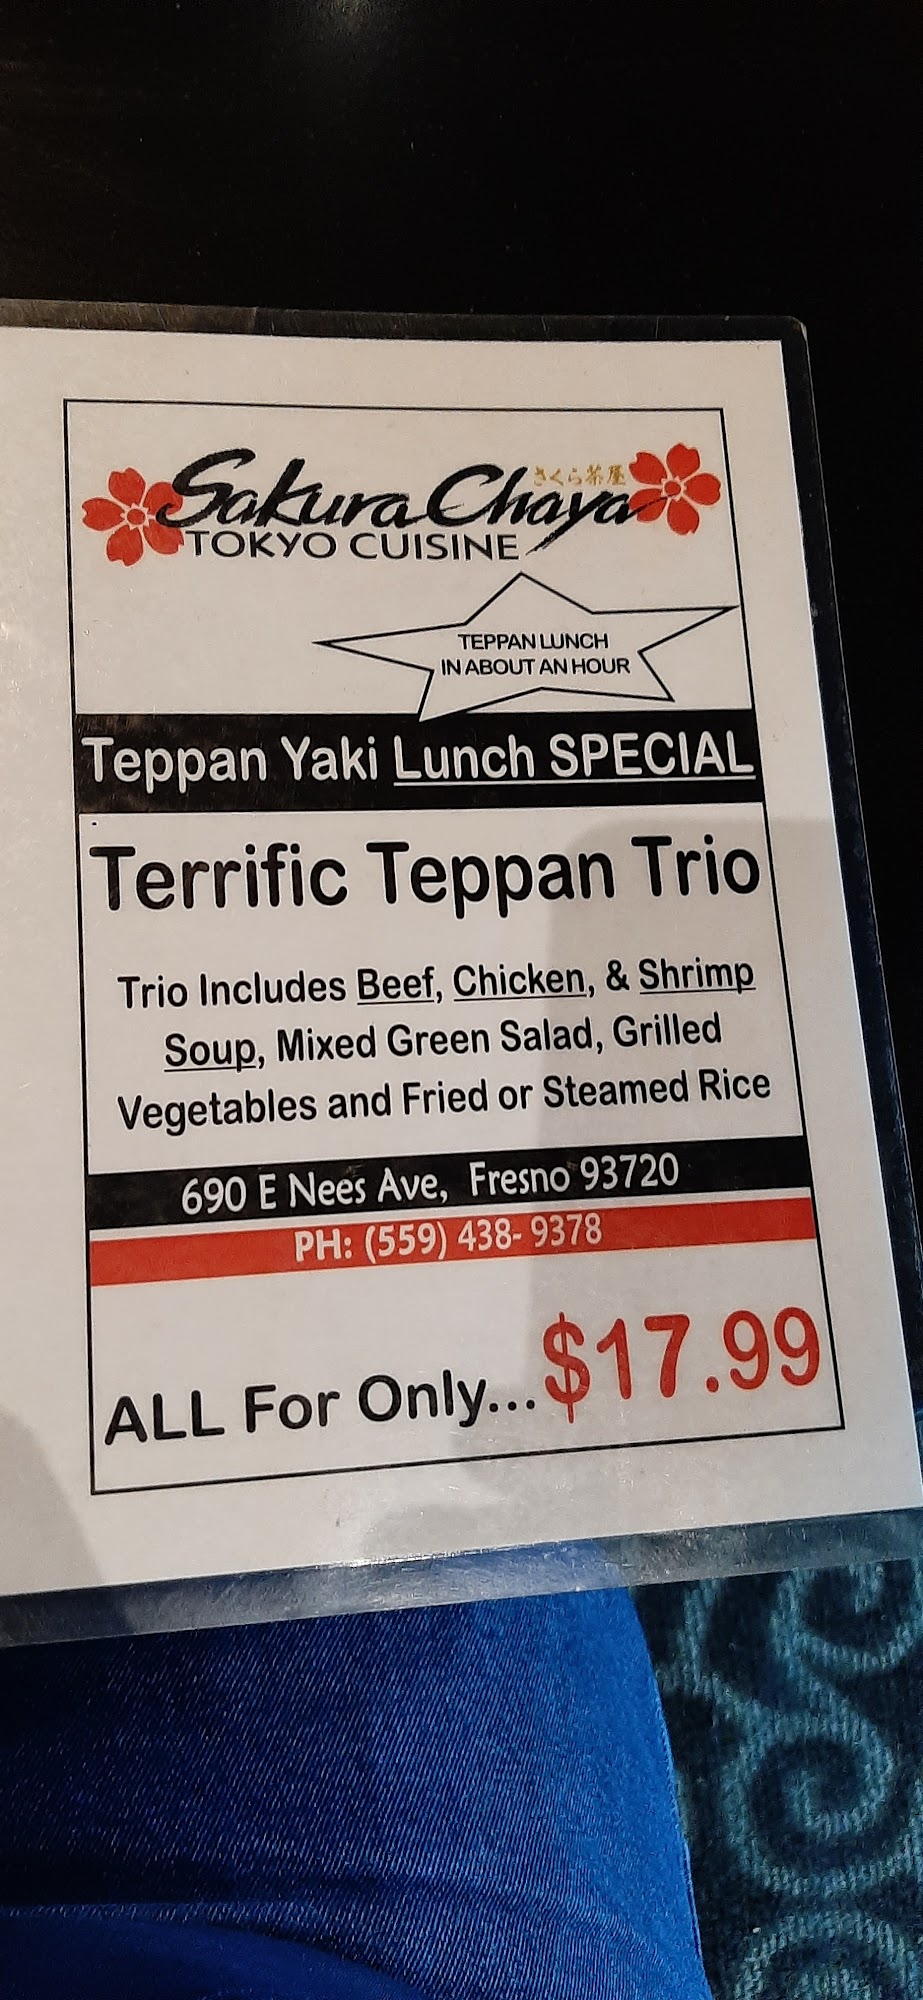 さくら茶屋
Sakura Chaya
TOKYO CUISINE
TEPPAN LUNCH
IN ABOUT AN HOUR
Teppan Yaki Lunch SPECIAL
Terrific Teppan Trio
Trio Includes Beef, Chicken, & Shrimp
Soup, Mixed Green Salad, Grilled
Vegetables and Fried or Steamed Rice
690 E Nees Ave, Fresno 93720
PH: (559) 438- 9378
ALL For Only... $17.99